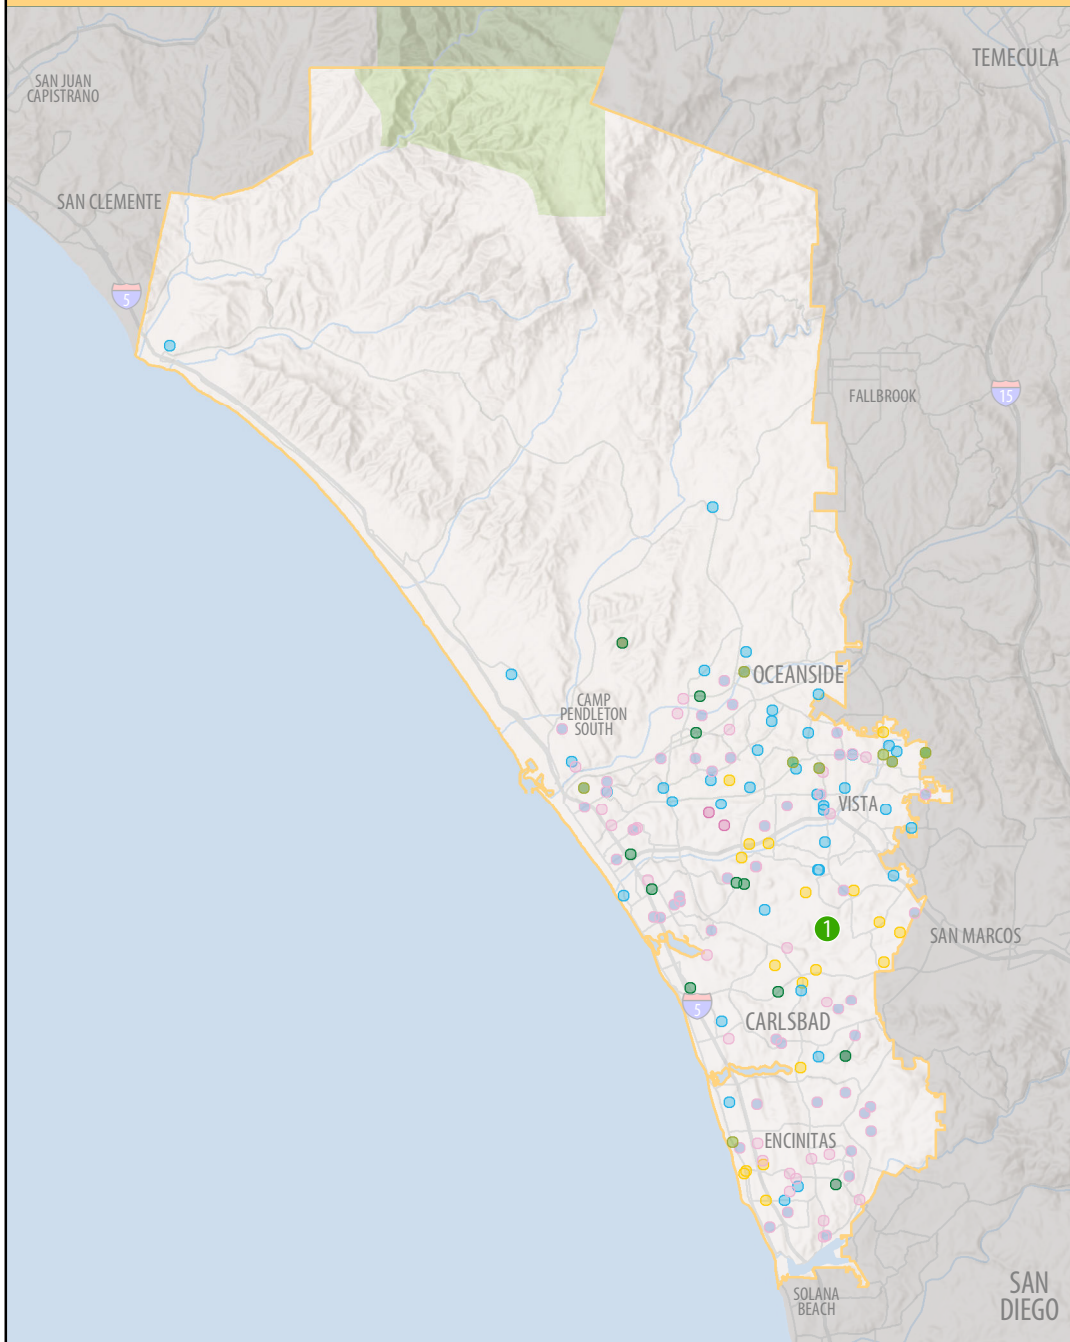 TEMECULA
SAN JUAN
CAPISTRANO
SAN CLEMENTE
5
FALLBROOK
15
OCEANSIDE
CAMP
PENDLETON
SOUTH
VISTA
1
SAN MARCOS
5
CARLSBAD
ENCINITAS
SAN
DIEGO
SOLANA
BEACH